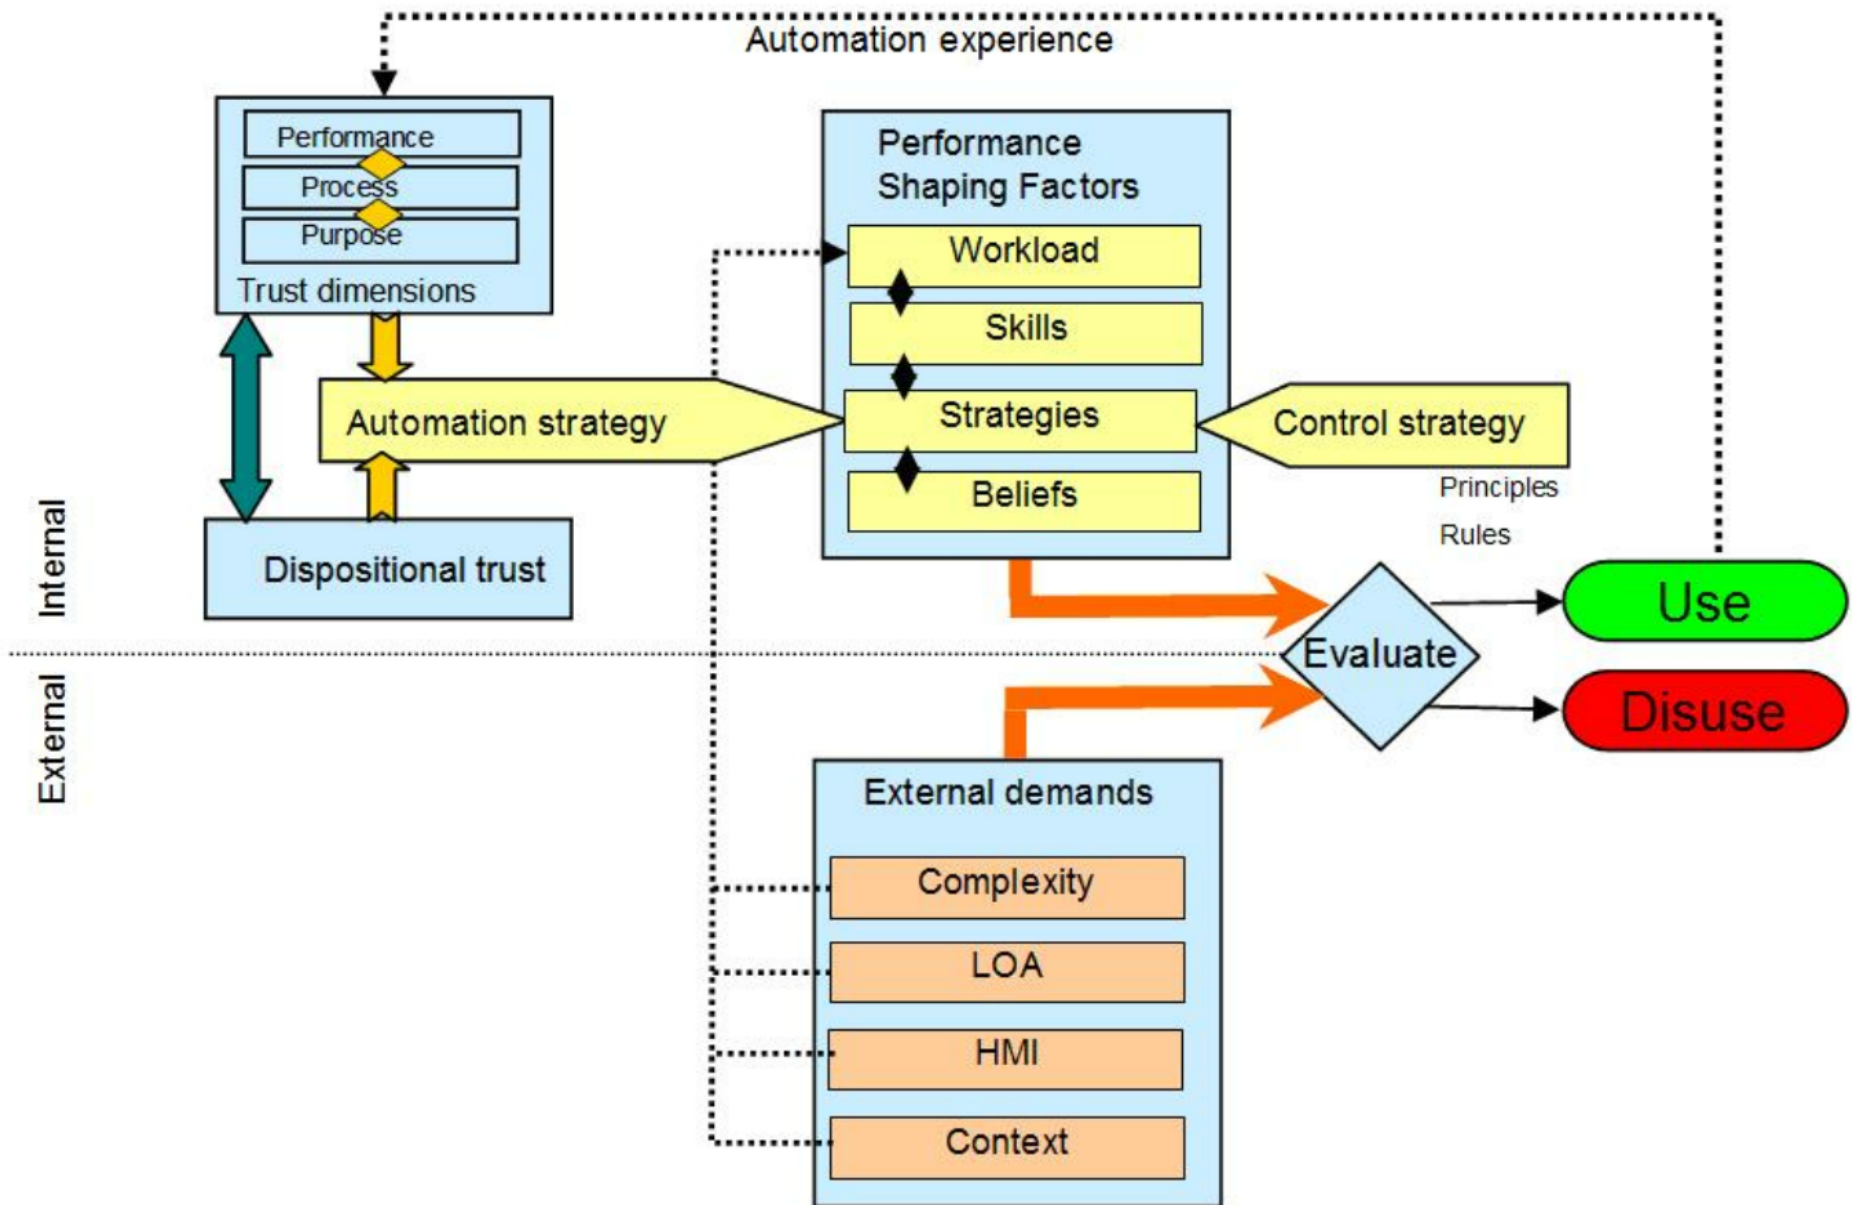 Automation experience
Performance
Process
Purpose
Trust dimensions
Performance
Shaping Factors
Workload
Skills
Strategies
Beliefs
Automation strategy
Control strategy
Principles
Rules
Dispositional trust
Internal
External
Evaluate
Use
Disuse
External demands
Complexity
LOA
HMI
Context